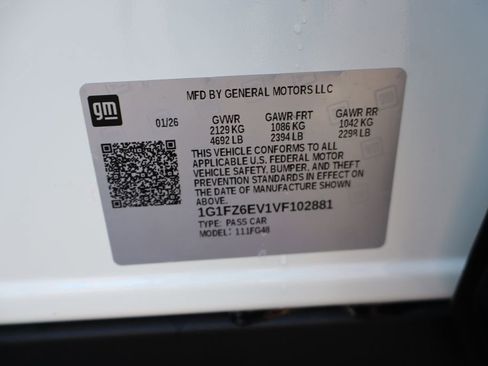 gm
MFD BY GENERAL MOTORS LLC
01/26 GVWR GAWR FRT GAWR RR
2129 KG 1086 KG 1042 KG
4692 LB 2394 LB 2298 LB
THIS VEHICLE CONFORMS TO ALL
APPLICABLE U.S. FEDERAL MOTOR
VEHICLE SAFETY, BUMPER, AND THEFT
PREVENTION STANDARDS IN EFFECT ON
THE DATE OF MANUFACTURE SHOWN
ABOVE.
1G1FZ6EV1VF102881
TYPE: PASS CAR
MODEL: 111FG48